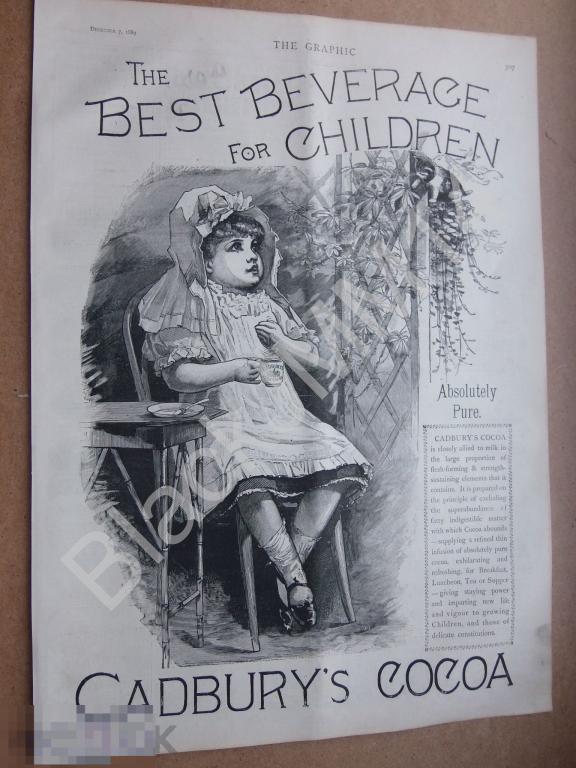 December 7, 1889
THE GRAPHIC
707
THE
BEST BEVERAGE
FOR CHILDREN
Absolutely
Pure.
CADBURY'S COCOA
is closely allied to milk in
the large proportion of
flesh-forming & strength-
sustaining elements that it
contains. It is prepared on
the principle of excluding
the superabundance of
fatty indigestible matter
with which Cocoa abounds
—supplying a refined thin
infusion of absolutely pure
cocoa, exhilarating and
refreshing, for Breakfast,
Luncheon, Tea or Supper
—giving staying power
and imparting new life
and vigour to growing
Children, and those of
delicate constitutions.
CADBURY'S COCOA